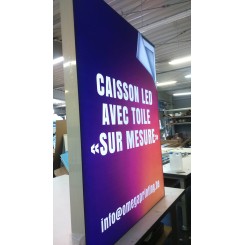 CAISSON LED
AVEC TOILE
«SUR MESURE»